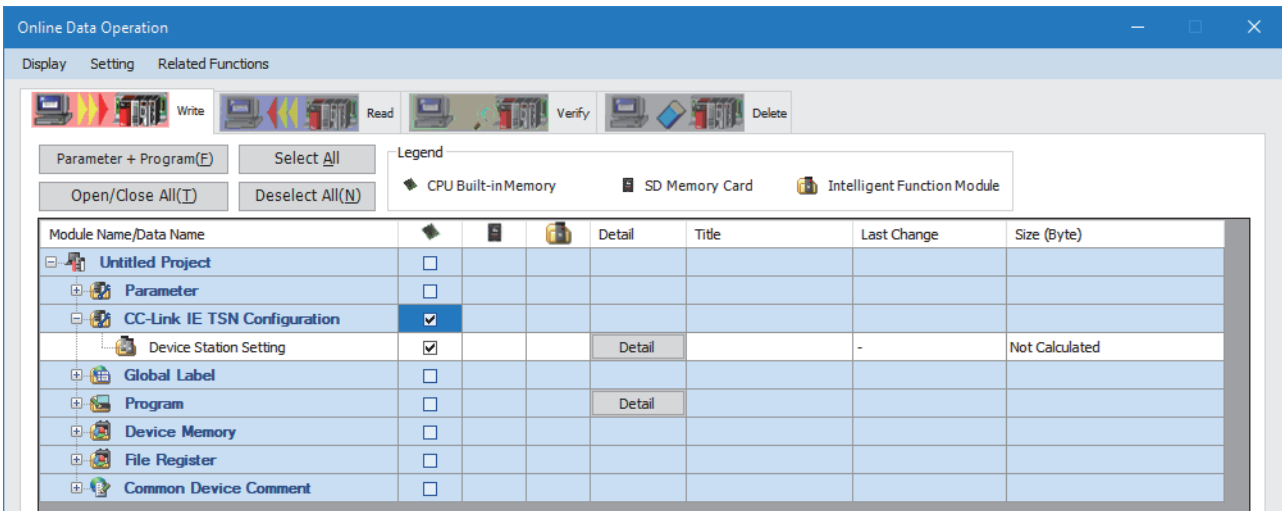 Online Data Operation
Display Setting Related Functions
Write Read Verify Delete
Parameter + Program(F) Select All
Legend
CPU Built-in Memory SD Memory Card Intelligent Function Module
Open/Close All(T) Deselect All(N)
Module Name/Data Name Detail Title Last Change Size (Byte)
Untitled Project
Parameter
CC-Link IE TSN Configuration
Device Station Setting Detail - Not Calculated
Global Label
Program Detail
Device Memory
File Register
Common Device Comment